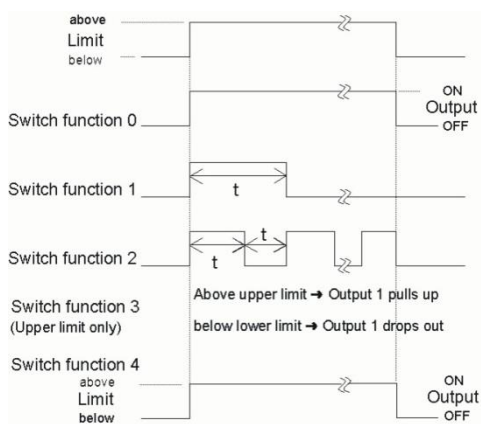 above
Limit
below
ON
Output
OFF
Switch function 0
Switch function 1
t
Switch function 2
t
t
Switch function 3
(Upper limit only)
Above upper limit ➔ Output 1 pulls up
below lower limit ➔ Output 1 drops out
Switch function 4
above
Limit
below
ON
Output
OFF